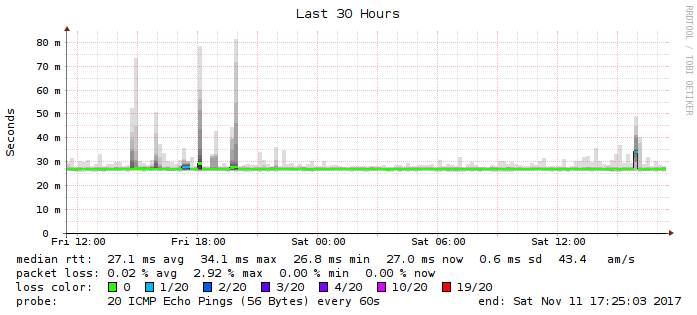 Last 30 Hours
RRDTOOL / TOBI OETIKER
Seconds
80 m
70 m
60 m
50 m
40 m
30 m
20 m
10 m
0
Fri 12:00 Fri 18:00 Sat 00:00 Sat 06:00 Sat 12:00
median rtt: 27.1 ms avg 34.1 ms max 26.8 ms min 27.0 ms now 0.6 ms sd 43.4 am/s
packet loss: 0.02 % avg 2.92 % max 0.00 % min 0.00 % now
loss color: 0 1/20 2/20 3/20 4/20 10/20 19/20
probe: 20 ICMP Echo Pings (56 Bytes) every 60s end: Sat Nov 11 17:25:03 2017